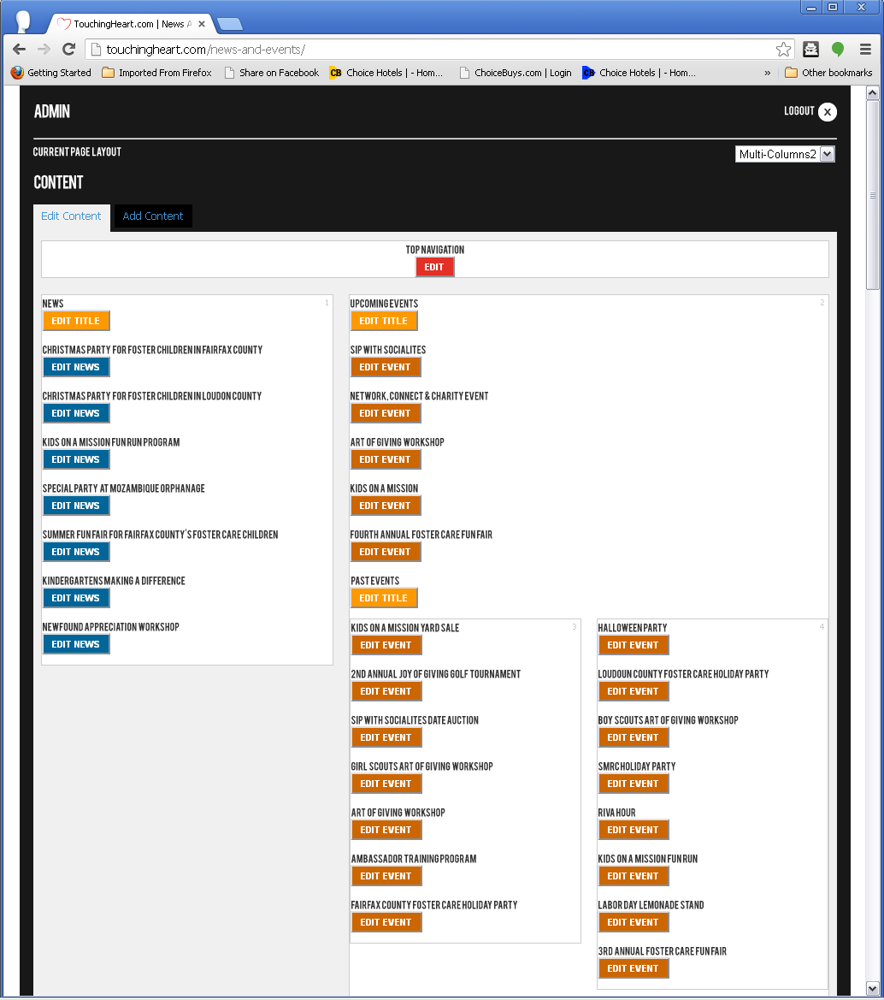 TouchingHeart.com | News A
touchingheart.com/news-and-events/
Getting Started Imported From Firefox Share on Facebook CB Choice Hotels | - Hom... ChoiceBuys.com | Login CB Choice Hotels | - Hom... » Other bookmarks
ADMIN
LOGOUT X
CURRENT PAGE LAYOUT
Multi-Columns2
CONTENT
Edit Content Add Content
TOP NAVIGATION
EDIT
NEWS 1
EDIT TITLE
CHRISTMAS PARTY FOR FOSTER CHILDREN IN FAIRFAX COUNTY
EDIT NEWS
CHRISTMAS PARTY FOR FOSTER CHILDREN IN LOUDON COUNTY
EDIT NEWS
KIDS ON A MISSION FUN RUN PROGRAM
EDIT NEWS
SPECIAL PARTY AT MOZAMBIQUE ORPHANAGE
EDIT NEWS
SUMMER FUN FAIR FOR FAIRFAX COUNTY'S FOSTER CARE CHILDREN
EDIT NEWS
KINDERGARTENS MAKING A DIFFERENCE
EDIT NEWS
NEWFOUND APPRECIATION WORKSHOP
EDIT NEWS
UPCOMING EVENTS 2
EDIT TITLE
SIP WITH SOCIALITES
EDIT EVENT
NETWORK, CONNECT & CHARITY EVENT
EDIT EVENT
ART OF GIVING WORKSHOP
EDIT EVENT
KIDS ON A MISSION
EDIT EVENT
FOURTH ANNUAL FOSTER CARE FUN FAIR
EDIT EVENT
PAST EVENTS
EDIT TITLE
KIDS ON A MISSION YARD SALE 3
EDIT EVENT
2ND ANNUAL JOY OF GIVING GOLF TOURNAMENT
EDIT EVENT
SIP WITH SOCIALITES DATE AUCTION
EDIT EVENT
GIRL SCOUTS ART OF GIVING WORKSHOP
EDIT EVENT
ART OF GIVING WORKSHOP
EDIT EVENT
AMBASSADOR TRAINING PROGRAM
EDIT EVENT
FAIRFAX COUNTY FOSTER CARE HOLIDAY PARTY
EDIT EVENT
HALLOWEEN PARTY 4
EDIT EVENT
LOUDOUN COUNTY FOSTER CARE HOLIDAY PARTY
EDIT EVENT
BOY SCOUTS ART OF GIVING WORKSHOP
EDIT EVENT
SMRC HOLIDAY PARTY
EDIT EVENT
RIVA HOUR
EDIT EVENT
KIDS ON A MISSION FUN RUN
EDIT EVENT
LABOR DAY LEMONADE STAND
EDIT EVENT
3RD ANNUAL FOSTER CARE FUN FAIR
EDIT EVENT